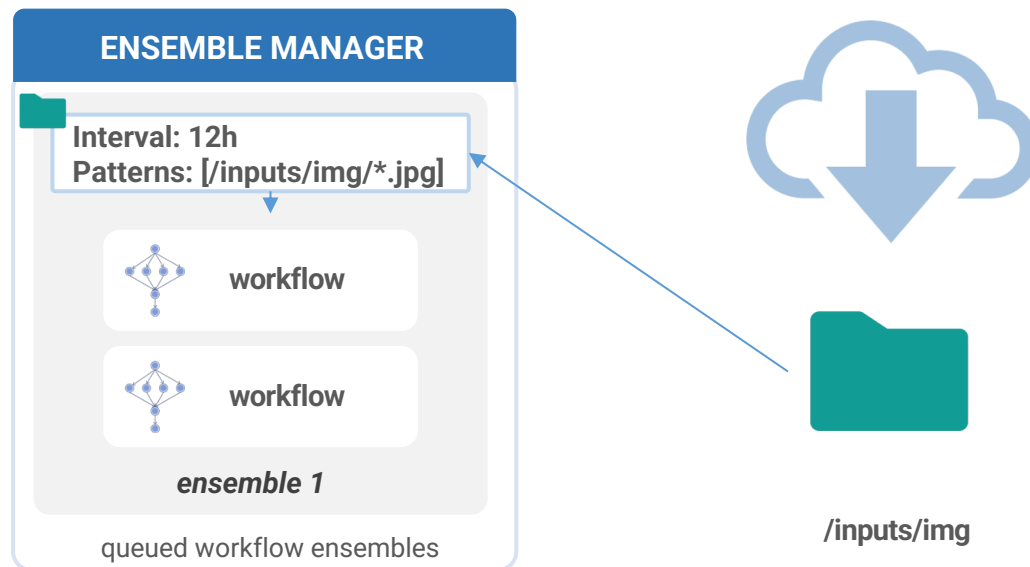 ENSEMBLE MANAGER
Interval: 12h
Patterns: [/inputs/img/*.jpg]
workflow
workflow
ensemble 1
queued workflow ensembles
/inputs/img